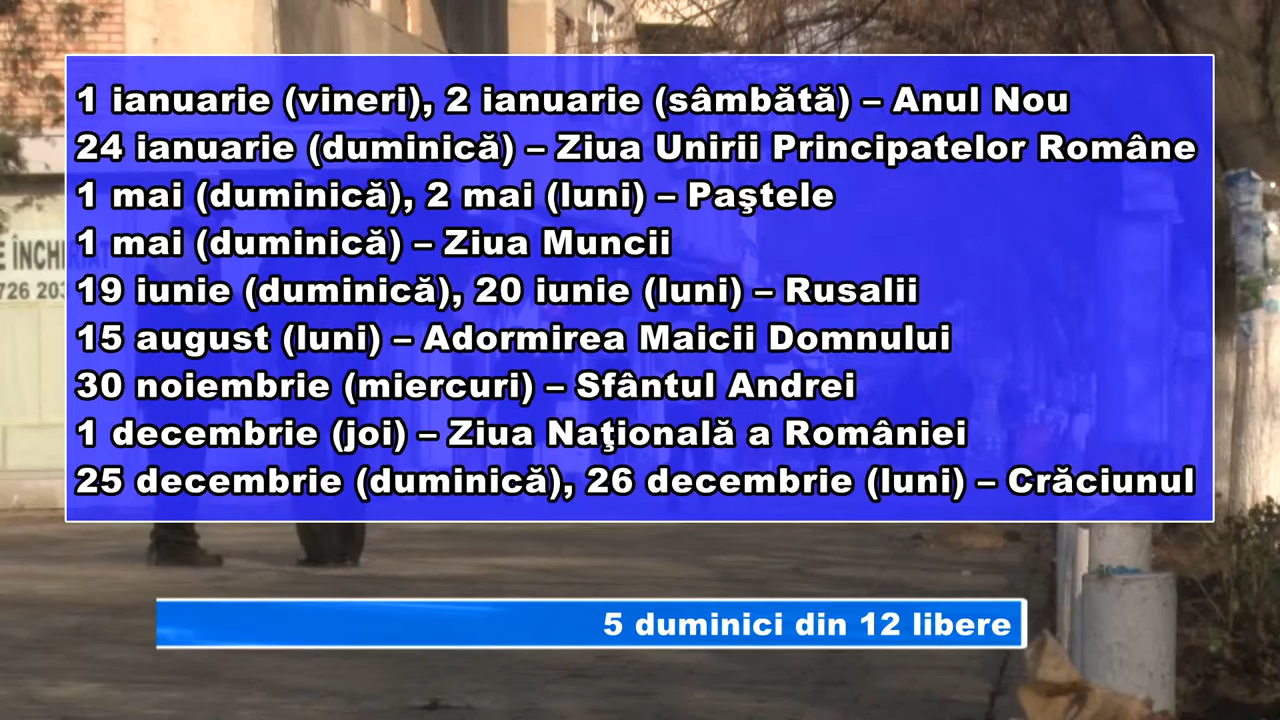 1 ianuarie (vineri), 2 ianuarie (sâmbătă) – Anul Nou
24 ianuarie (duminică) – Ziua Unirii Principatelor Române
1 mai (duminică), 2 mai (luni) – Paştele
1 mai (duminică) – Ziua Muncii
19 iunie (duminică), 20 iunie (luni) – Rusalii
15 august (luni) – Adormirea Maicii Domnului
30 noiembrie (miercuri) – Sfântul Andrei
1 decembrie (joi) – Ziua Naţională a României
25 decembrie (duminică), 26 decembrie (luni) – Crăciunul
E ÎNCHIRIAT
726 203
5 duminici din 12 libere